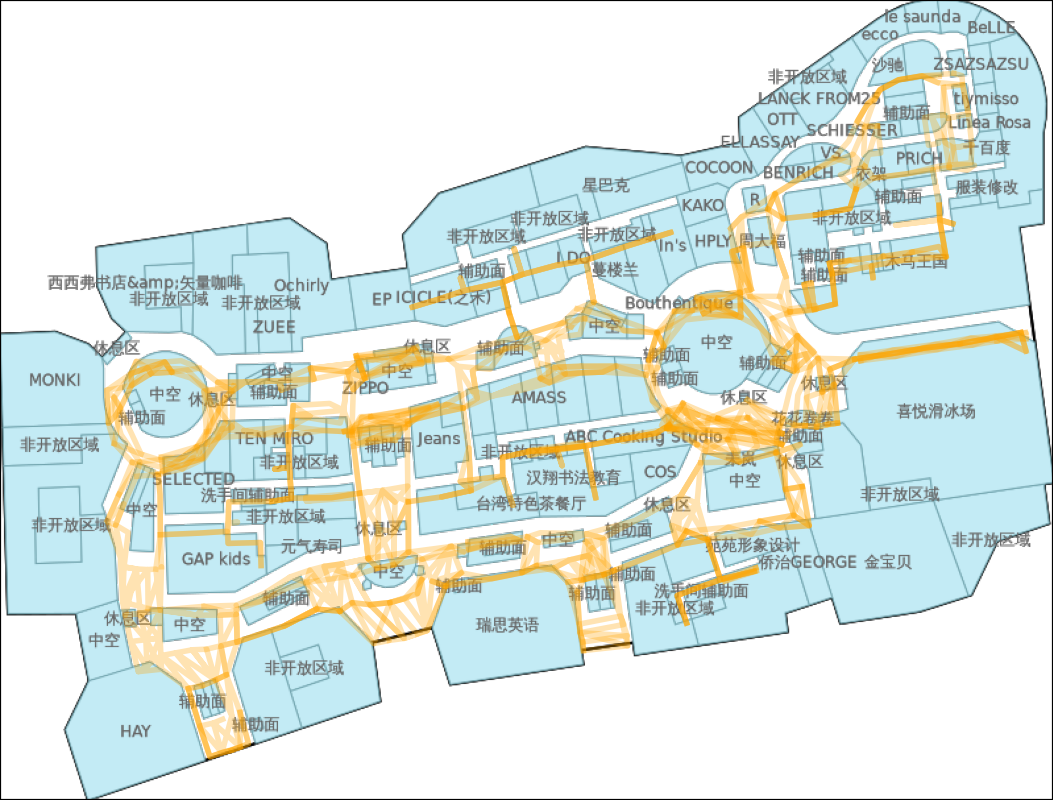 le saunda
BeLLE
ecco
沙驰
ZSAZSAZSU
非开放区域
LANCK FROM25
tiymisso
辅助面
OTT
SCHIESSER
Linea Rosa
ELLASSAY
VS
千百度
PRICH
COCOON
BENRICH
衣架
服装修改
星巴克
辅助面
R
KAKO
非开放区域
非开放区域
非开放区域
非开放区域
In's
HPLY
周大福
I DO
辅助面
辅助面
木马王国
蔓楼兰
辅助面
西西弗书店&amp;矢量咖啡
Ochirly
非开放区域
非开放区域
EP
ICICLE(之禾)
Bouthentique
ZUEE
中空
中空
休息区
休息区
辅助面
辅助面
辅助面
MONKI
中空
中空
辅助面
休息区
ZIPPO
辅助面
中空
休息区
AMASS
休息区
喜悦滑冰场
辅助面
花花卷卷
TEN MIRO
Jeans
ABC Cooking Studio
辅助面
非开放区域
辅助面
非开放区域
非开放区域
休息区
COS
SELECTED
汉翔书法教育
中空
洗手间辅助面
非开放区域
台湾特色茶餐厅
休息区
中空
非开放区域
非开放区域
休息区
辅助面
中空
非开放区域
元气寿司
辅助面
苑苑形象设计
GAP kids
侨治GEORGE
金宝贝
中空
辅助面
辅助面
辅助面
洗手间辅助面
辅助面
非开放区域
休息区
中空
瑞思英语
中空
非开放区域
辅助面
辅助面
HAY